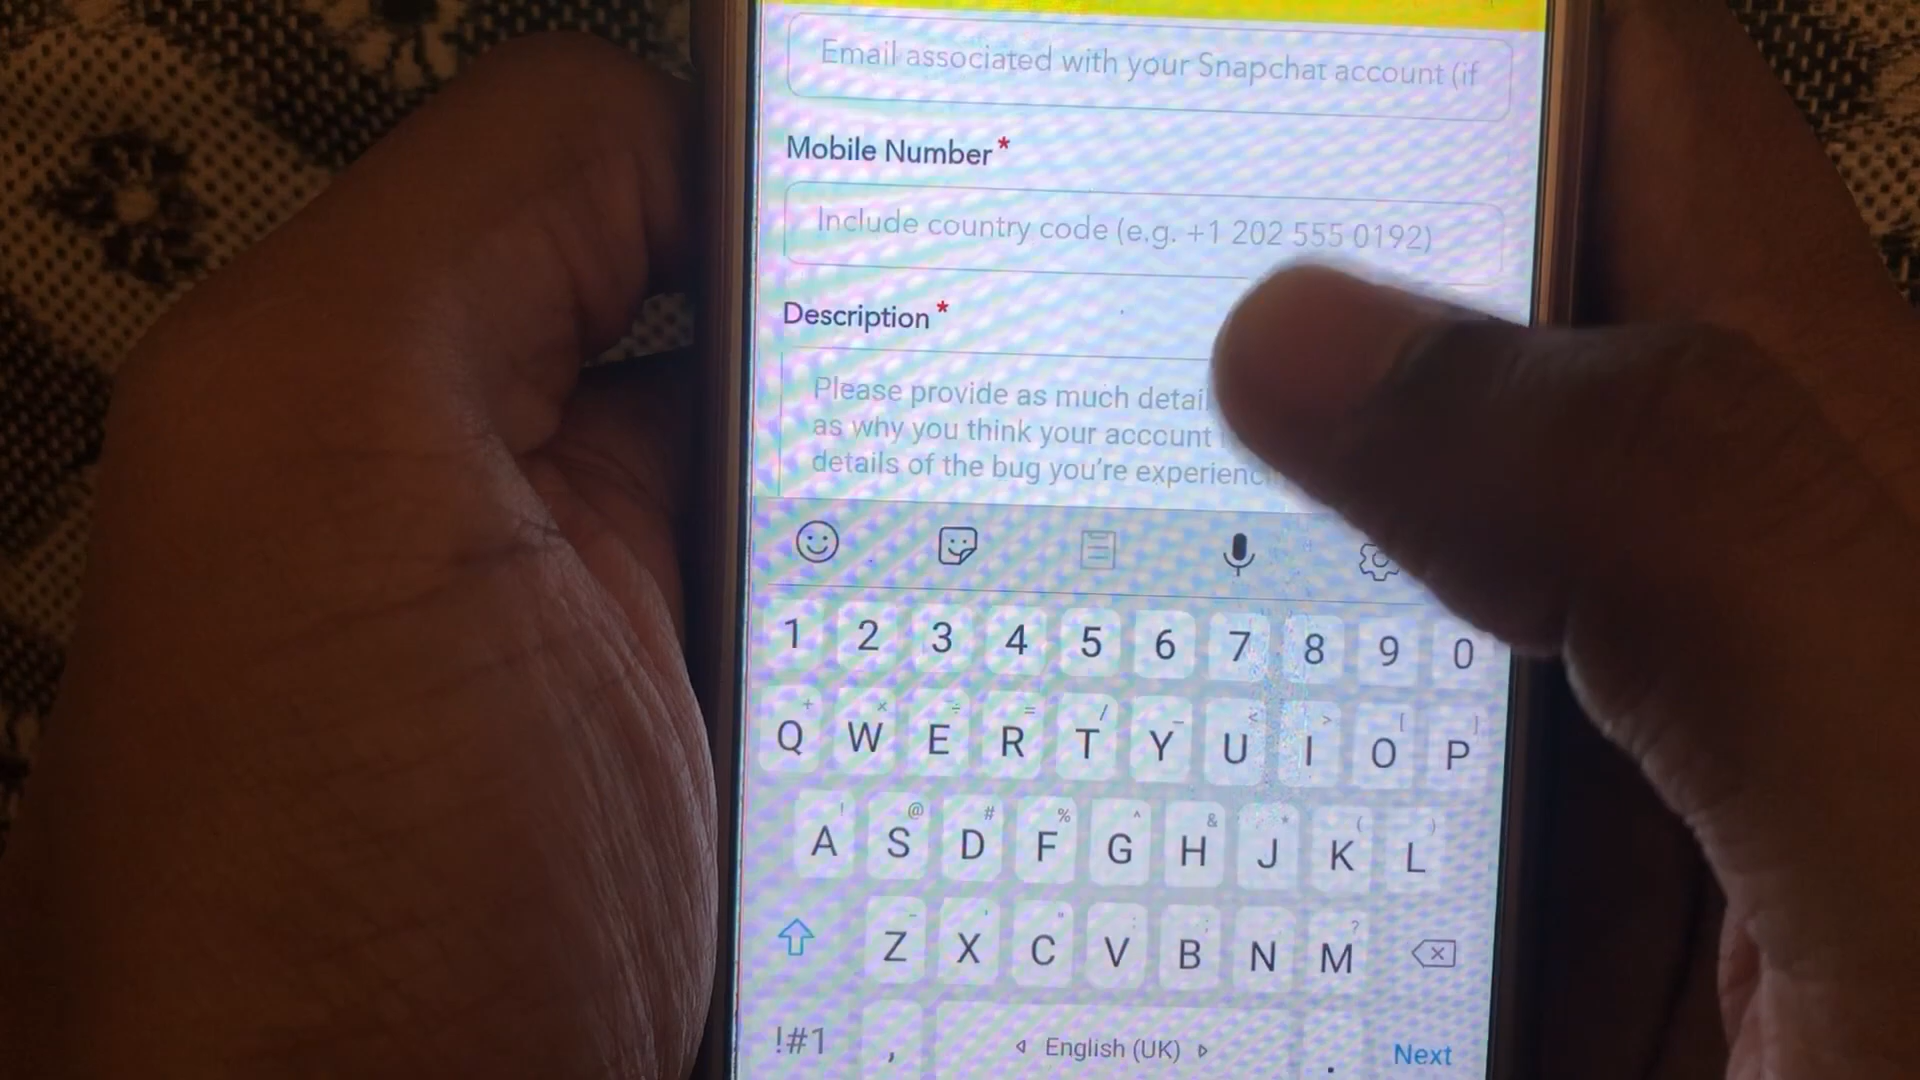 Email associated with your Snapchat account (if
Mobile Number*
Include country code (e.g. +1 202 555 0192)
Description*
Please provide as much detail
as why you think your acccount
details of the bug you're experienc
1 2 3 4 5 6 7 8 9 0
+ × ÷ = / _ < > [ ]
Q W E R T Y U I O P
! @ # % ^ & * ( )
A S D F G H J K L
- ' " : ; , ?
Z X C V B N M
!#1 , English (UK) . Next